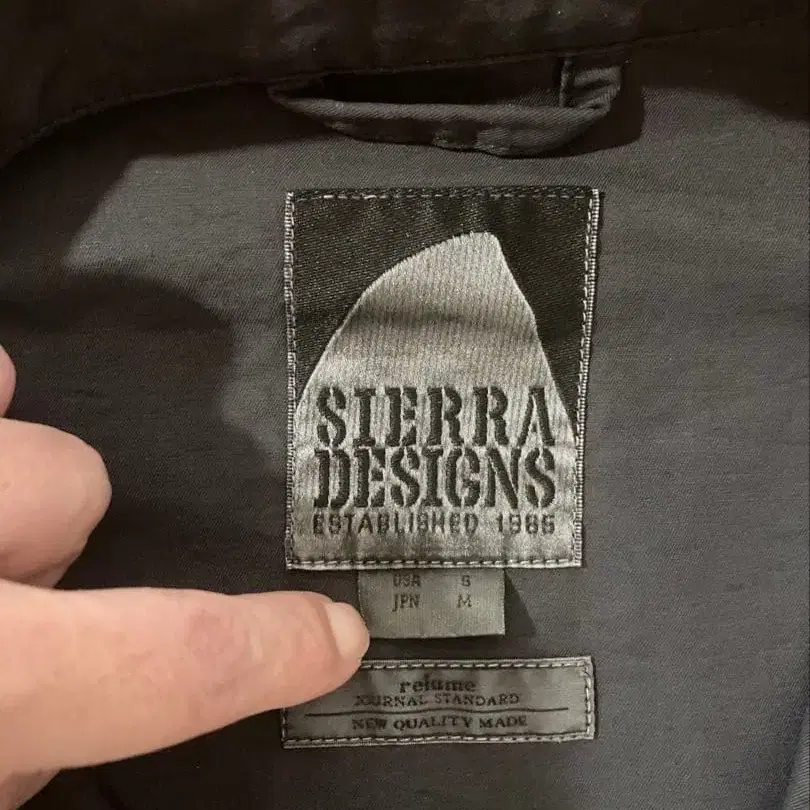 SIERRA
DESIGNS
ESTABLISHED 1965
USA S
JPN M
relume
JOURNAL STANDARD
NEW QUALITY MADE